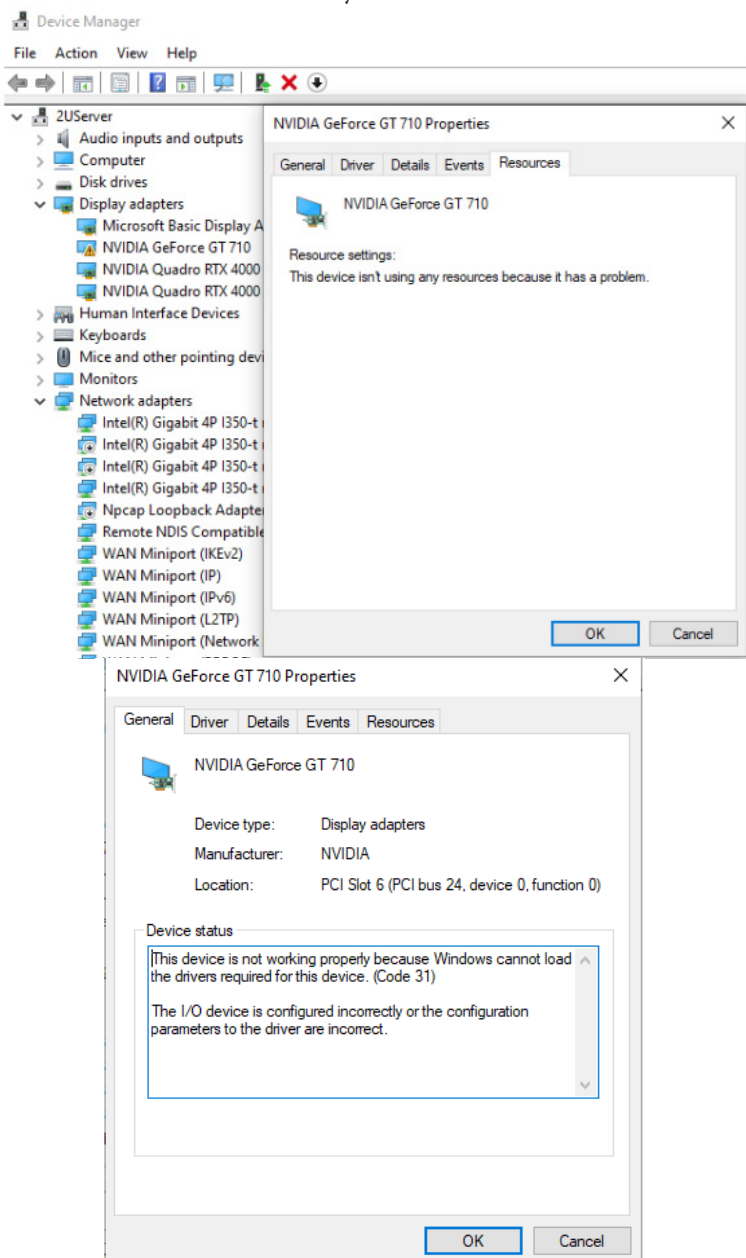 Device Manager
File Action View Help
2UServer
Audio inputs and outputs
Computer
Disk drives
Display adapters
Microsoft Basic Display A
NVIDIA GeForce GT 710
NVIDIA Quadro RTX 4000
NVIDIA Quadro RTX 4000
Human Interface Devices
Keyboards
Mice and other pointing devi
Monitors
Network adapters
Intel(R) Gigabit 4P I350-t
Intel(R) Gigabit 4P I350-t
Intel(R) Gigabit 4P I350-t
Intel(R) Gigabit 4P I350-t
Npcap Loopback Adapte
Remote NDIS Compatible
WAN Miniport (IKEv2)
WAN Miniport (IP)
WAN Miniport (IPv6)
WAN Miniport (L2TP)
WAN Miniport (Network
NVIDIA GeForce GT 710 Properties
General Driver Details Events Resources
NVIDIA GeForce GT 710
Resource settings:
This device isn't using any resources because it has a problem.
OK Cancel
NVIDIA GeForce GT 710 Properties
General Driver Details Events Resources
NVIDIA GeForce GT 710
Device type: Display adapters
Manufacturer: NVIDIA
Location: PCI Slot 6 (PCI bus 24, device 0, function 0)
Device status
This device is not working properly because Windows cannot load
the drivers required for this device. (Code 31)
The I/O device is configured incorrectly or the configuration
parameters to the driver are incorrect.
OK Cancel